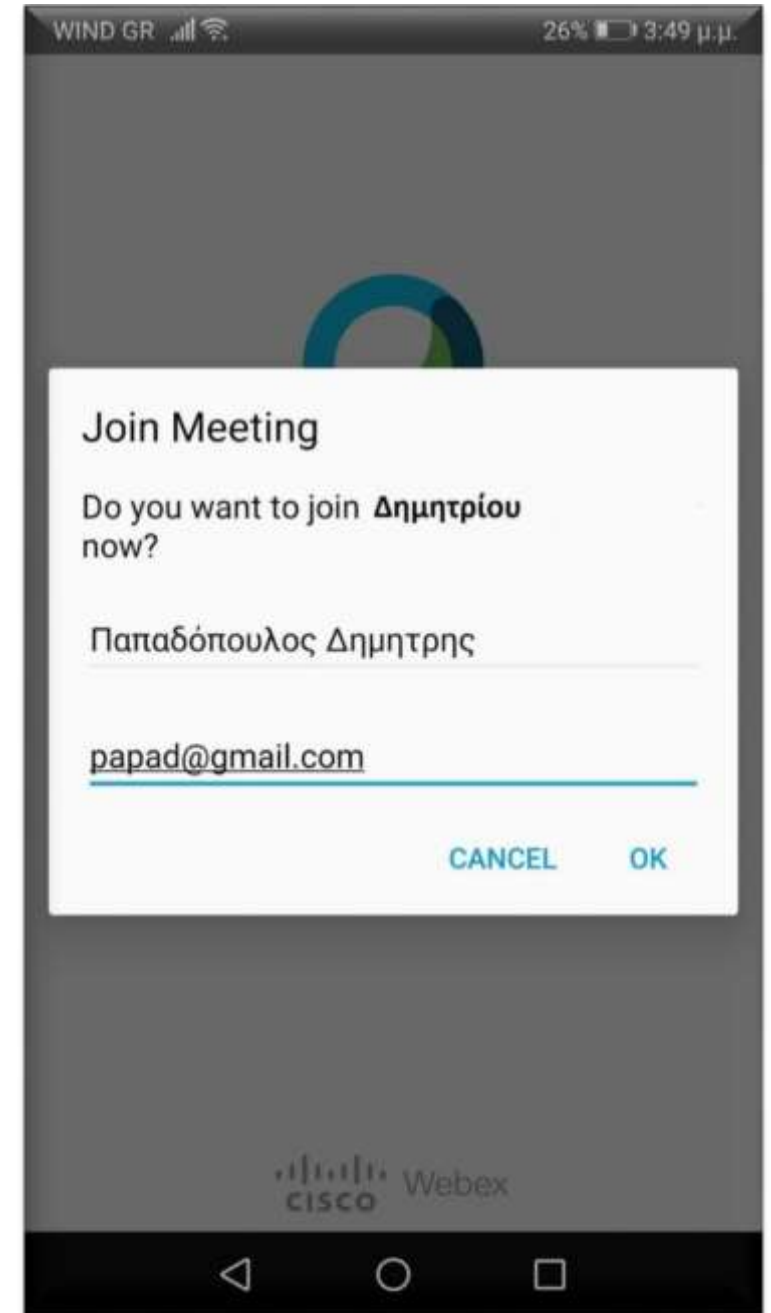 WIND GR 26% 3:49 μ.μ.
Join Meeting
Do you want to join Δημητρίου
now?
Παπαδόπουλος Δημητρης
papad@gmail.com
CANCEL OK
CISCO Webex